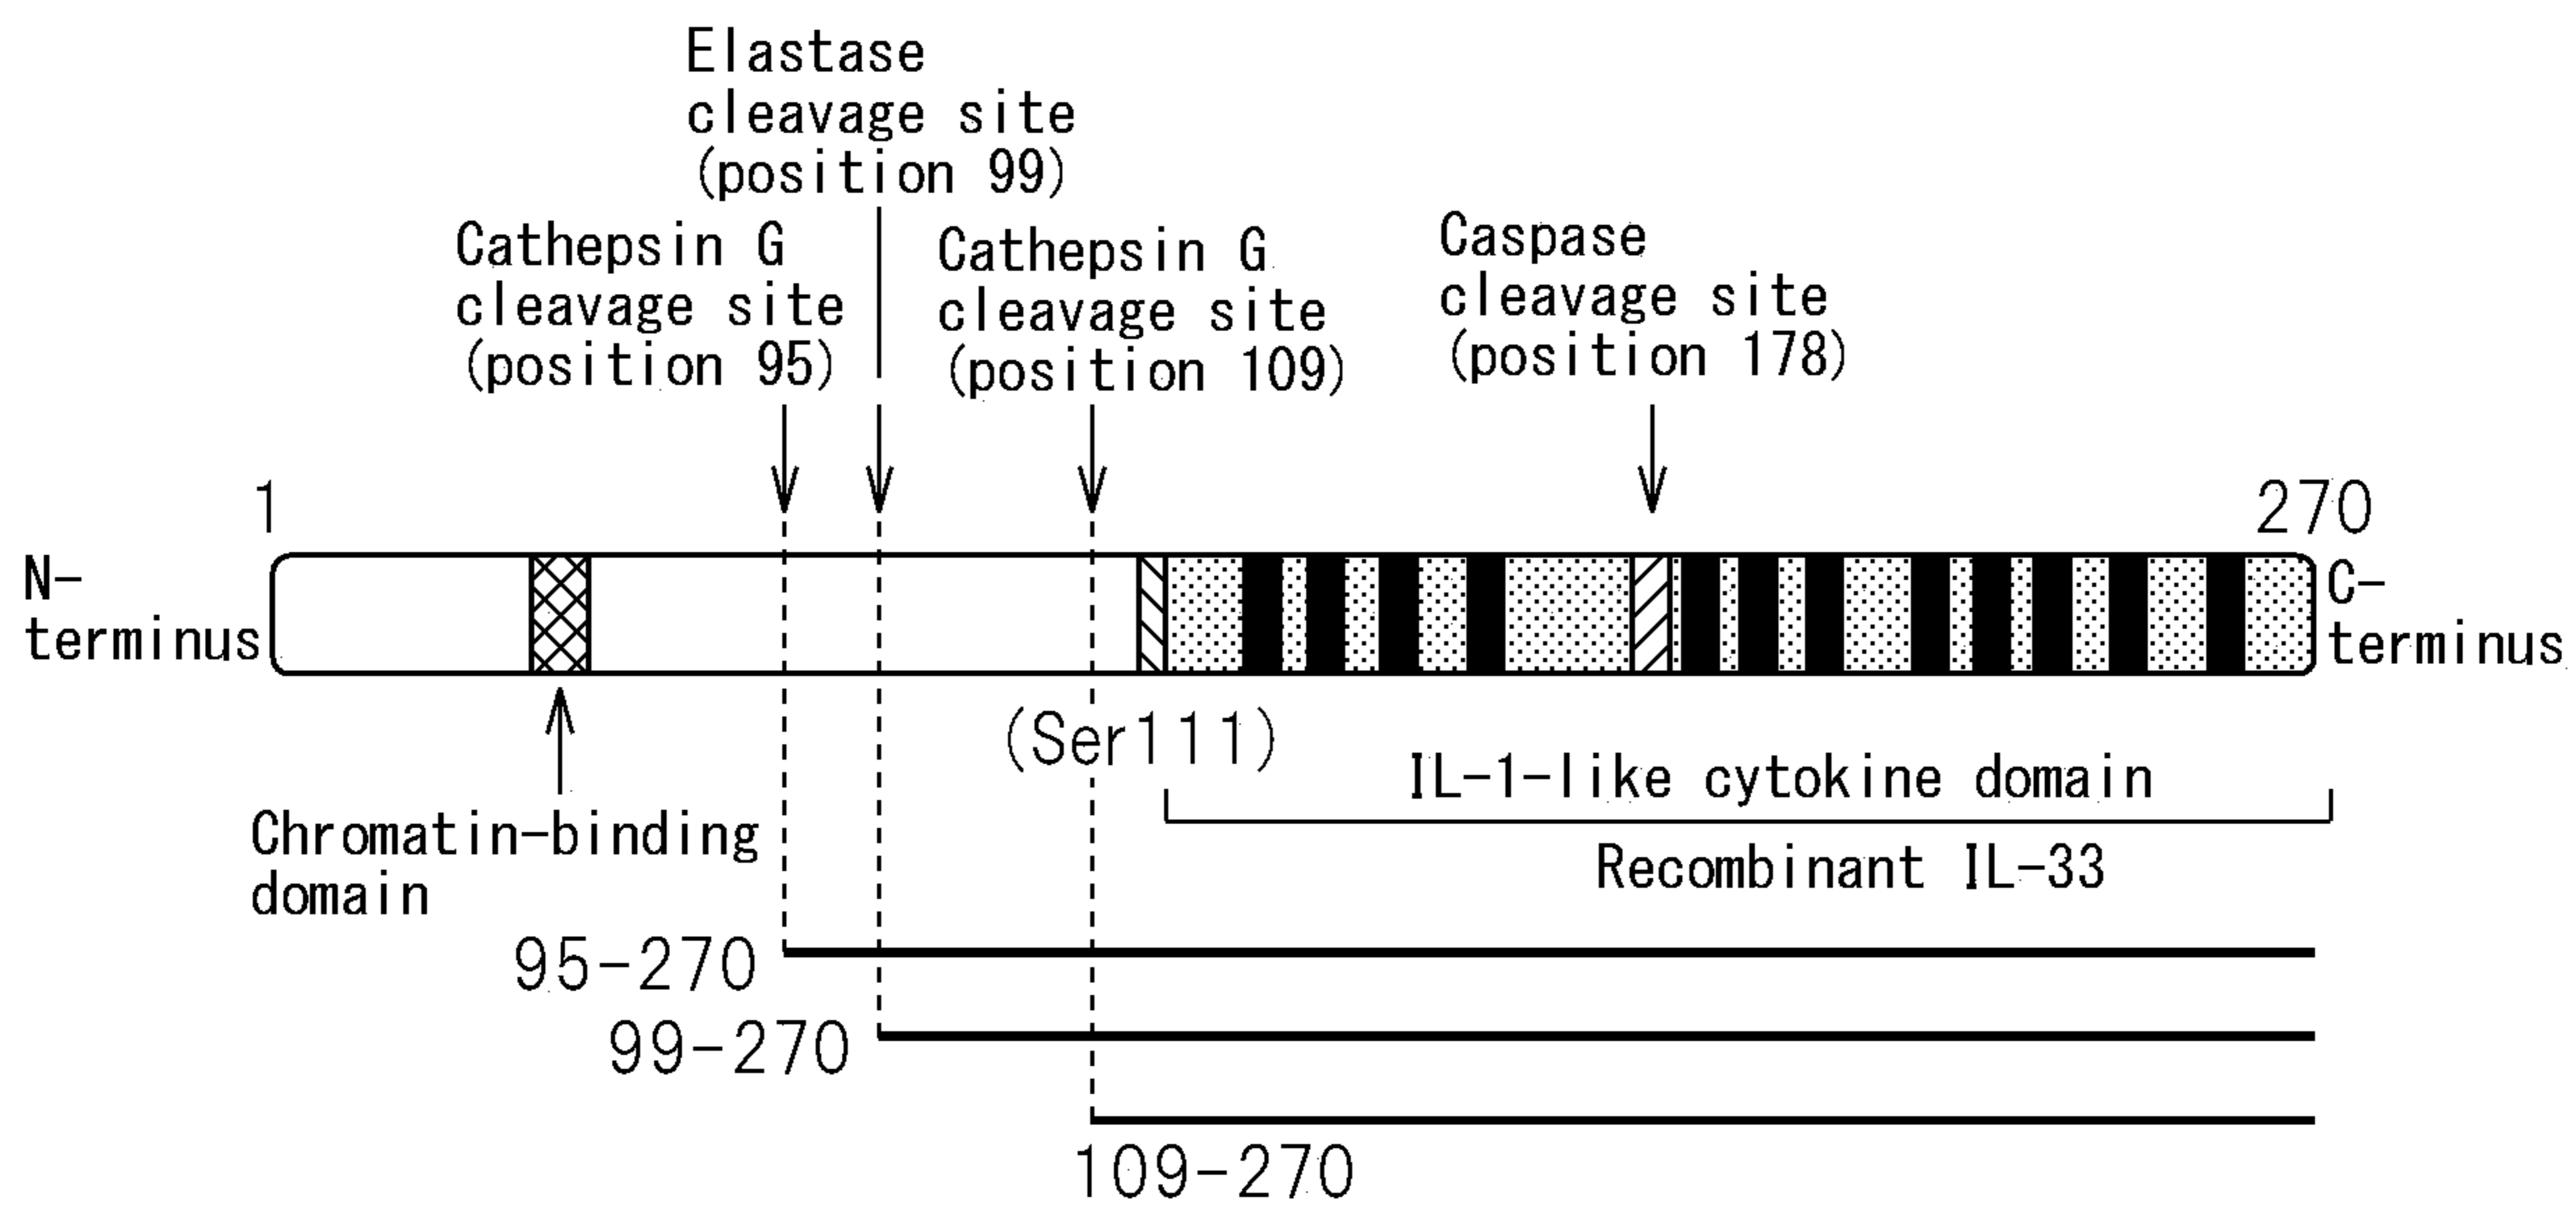 Elastase
cleavage site
(position 99)
Cathepsin G
cleavage site
(position 95)
Cathepsin G
cleavage site
(position 109)
Caspase
cleavage site
(position 178)
1
270
N-
terminus
C-
terminus
(Ser111)
IL-1-like cytokine domain
Recombinant IL-33
Chromatin-binding
domain
95-270
99-270
109-270